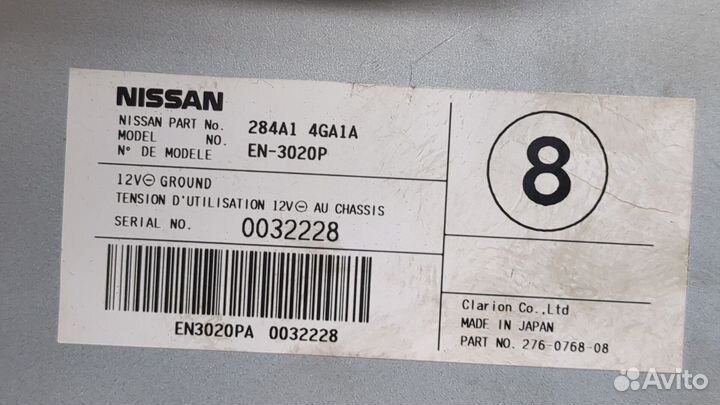 NISSAN
NISSAN PART No. 284A1 4GA1A
MODEL NO. EN-3020P
N° DE MODELE
12V⊖ GROUND
TENSION D'UTILISATION 12V⊖ AU CHASSIS
SERIAL NO. 0032228
EN3020PA 0032228
8
Clarion Co.,Ltd
MADE IN JAPAN
PART NO. 276-0768-08
Avito